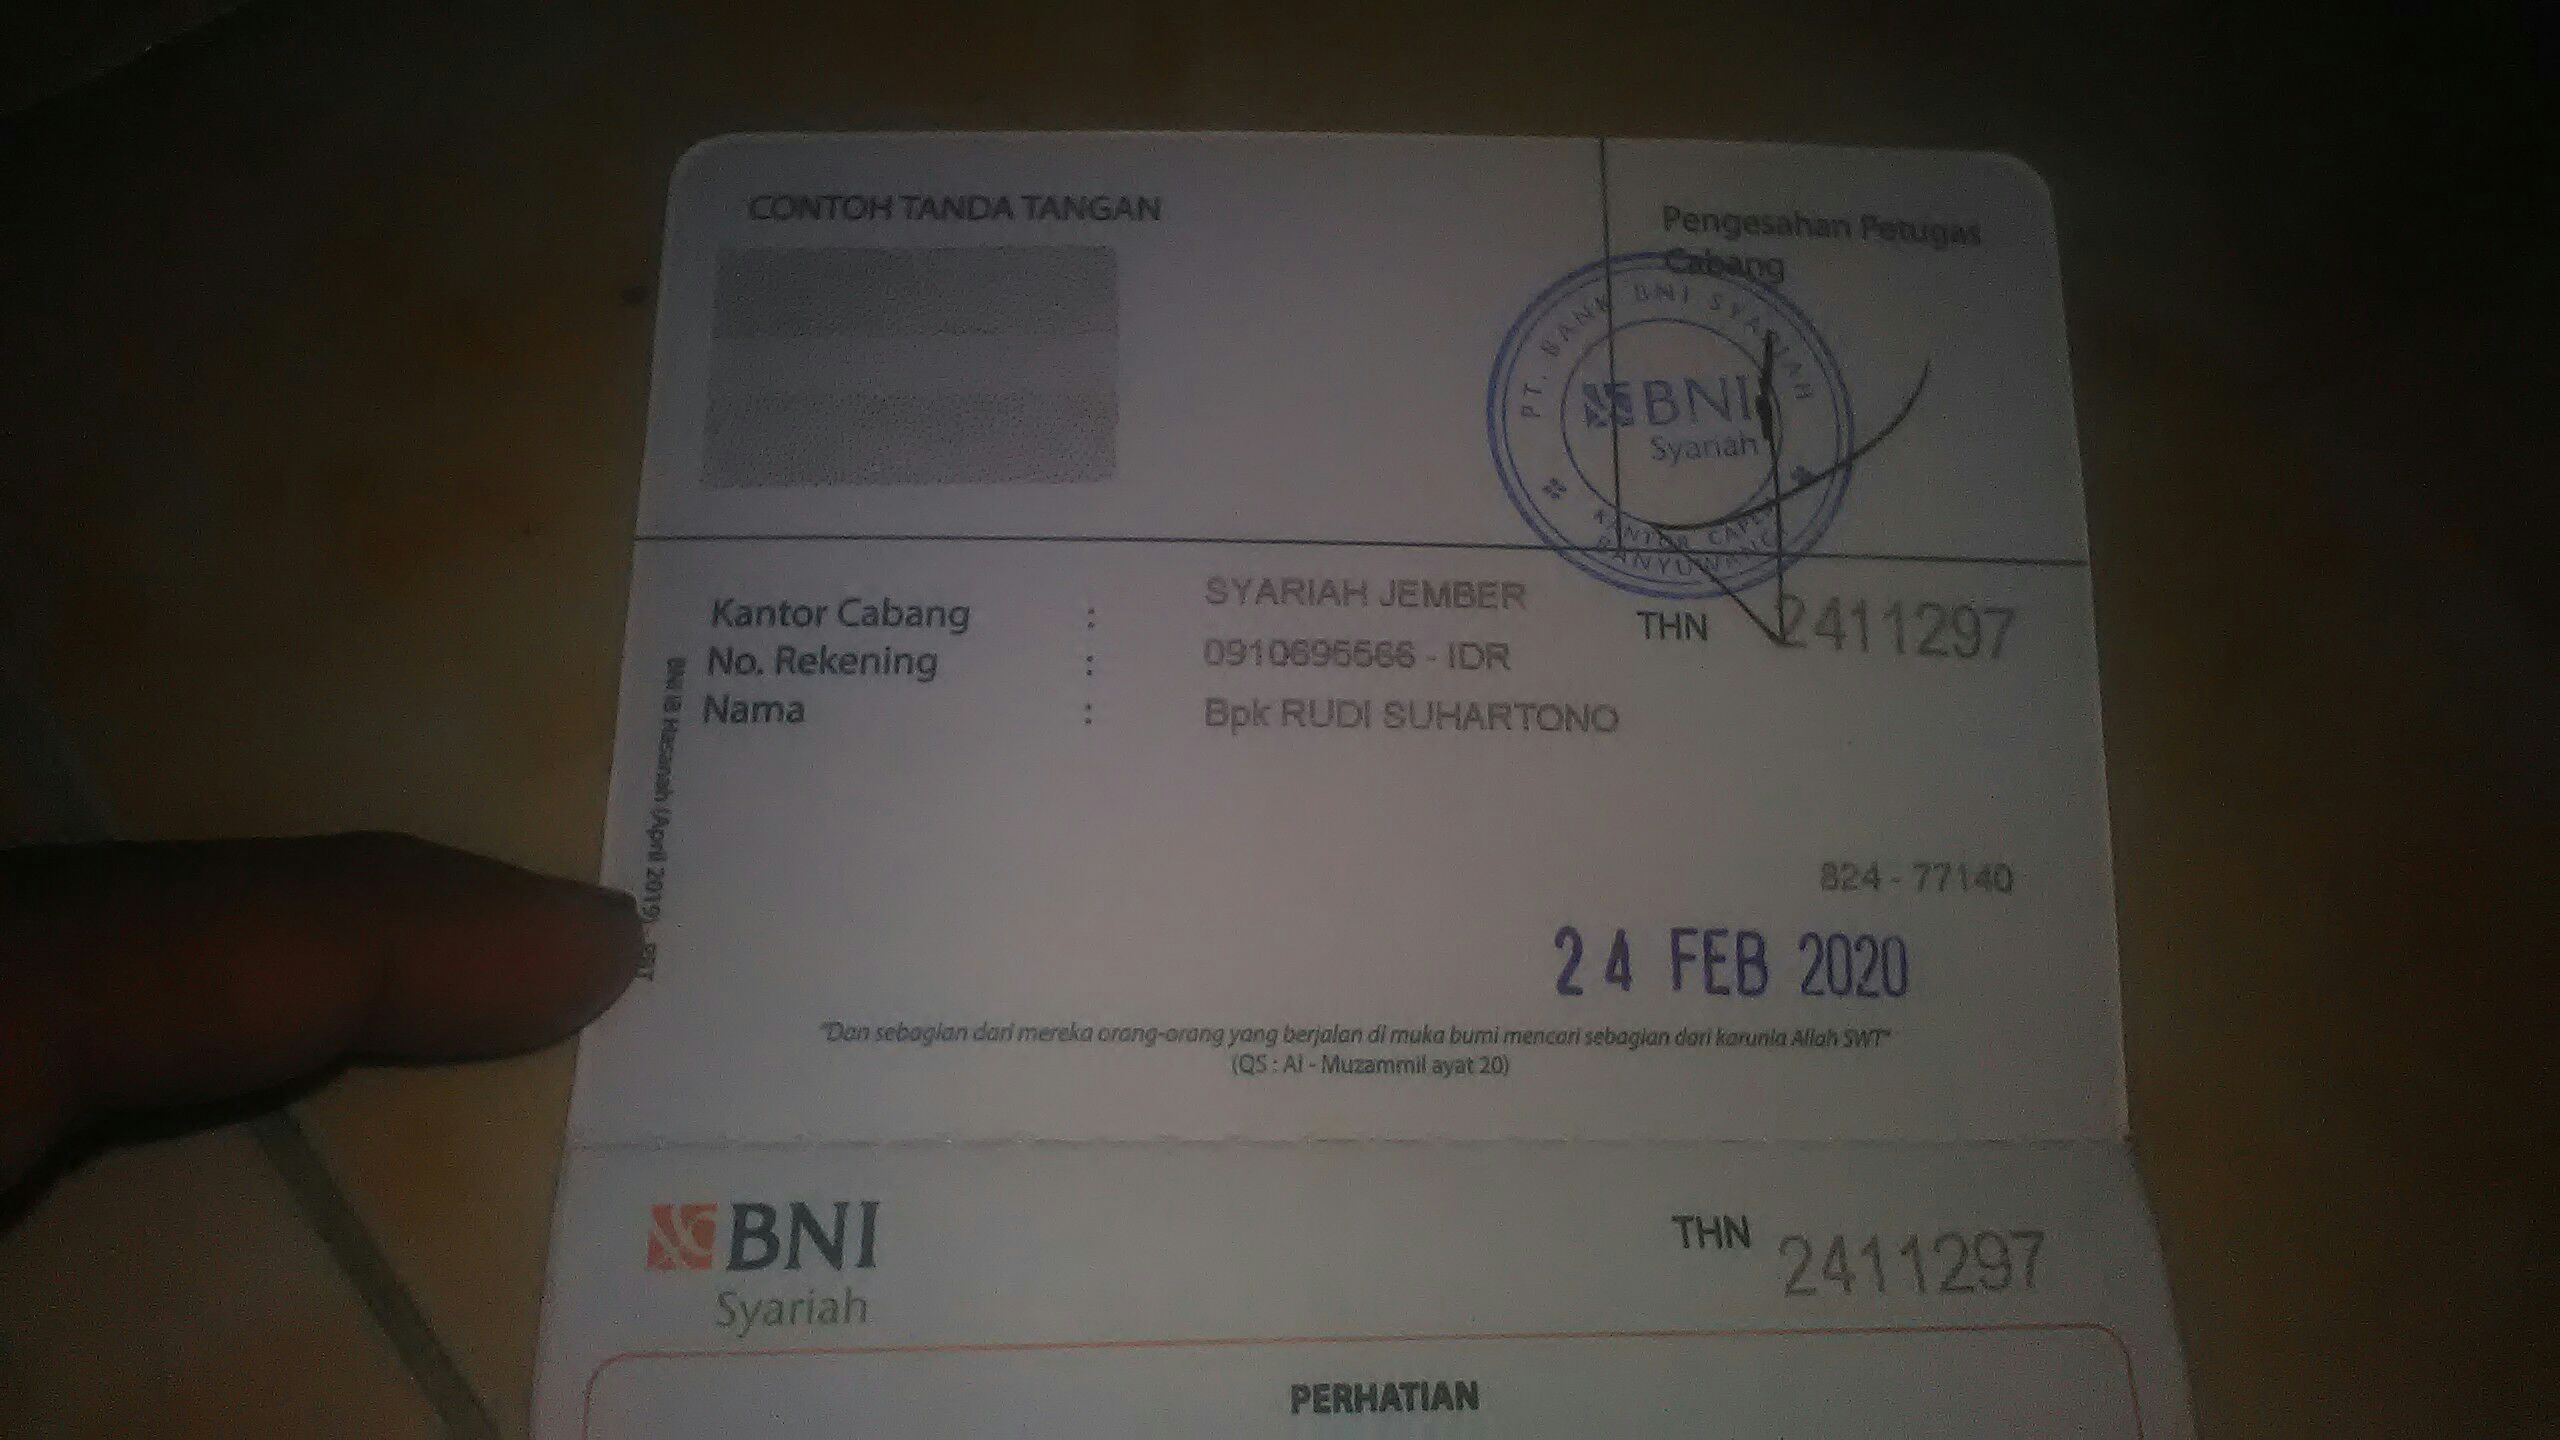 CONTOH TANDA TANGAN
Pengesahan Petugas
Cabang
PT. BANK BNI SYARIAH
BNI
Syariah
KANTOR CAPEM
BANYUWANGI
Kantor Cabang : SYARIAH JEMBER
THN 2411297
No. Rekening : 0910695566 - IDR
Nama : Bpk RUDI SUHARTONO
BNI iB Hasanah (April 2019)
824 - 77140
24 FEB 2020
"Dan sebagian dari mereka orang-orang yang berjalan di muka bumi mencari sebagian dari karunia Allah SWT"
(QS : Al - Muzammil ayat 20)
BNI
Syariah
THN 2411297
PERHATIAN